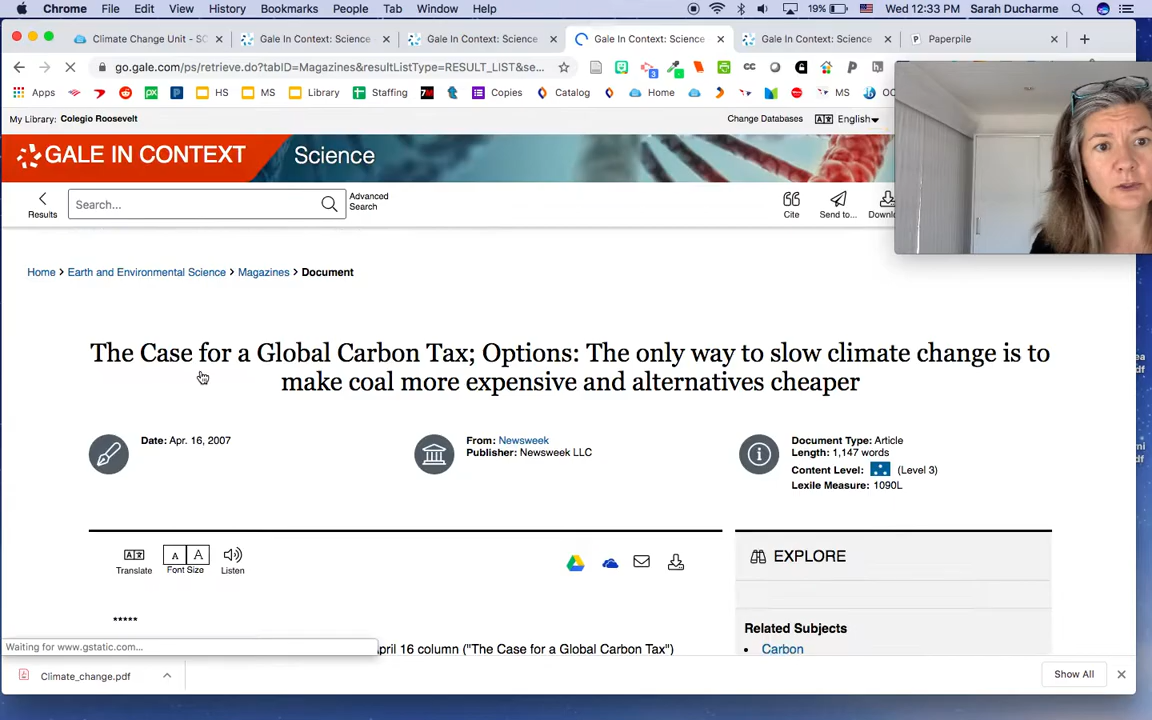 Chrome File Edit View History Bookmarks People Tab Window Help 19% Wed 12:33 PM Sarah Ducharme
Climate Change Unit - SC × Gale In Context: Science × Gale In Context: Science × Gale In Context: Science × Gale In Context: Science × Paperpile ×
go.gale.com/ps/retrieve.do?tabID=Magazines&resultListType=RESULT_LIST&se...
Apps HS MS Library Staffing Copies Catalog Home MS OC
My Library: Colegio Roosevelt Change Databases English
GALE IN CONTEXT Science
Results Search... Advanced Search Cite Send to... Downl
Home > Earth and Environmental Science > Magazines > Document
The Case for a Global Carbon Tax; Options: The only way to slow climate change is to
make coal more expensive and alternatives cheaper
Date: Apr. 16, 2007 From: Newsweek Document Type: Article
Publisher: Newsweek LLC Length: 1,147 words
Content Level: (Level 3)
Lexile Measure: 1090L
Translate Font Size Listen
EXPLORE
*****
Related Subjects
• Carbon
Waiting for www.gstatic.com...
pril 16 column ("The Case for a Global Carbon Tax")
Climate_change.pdf Show All